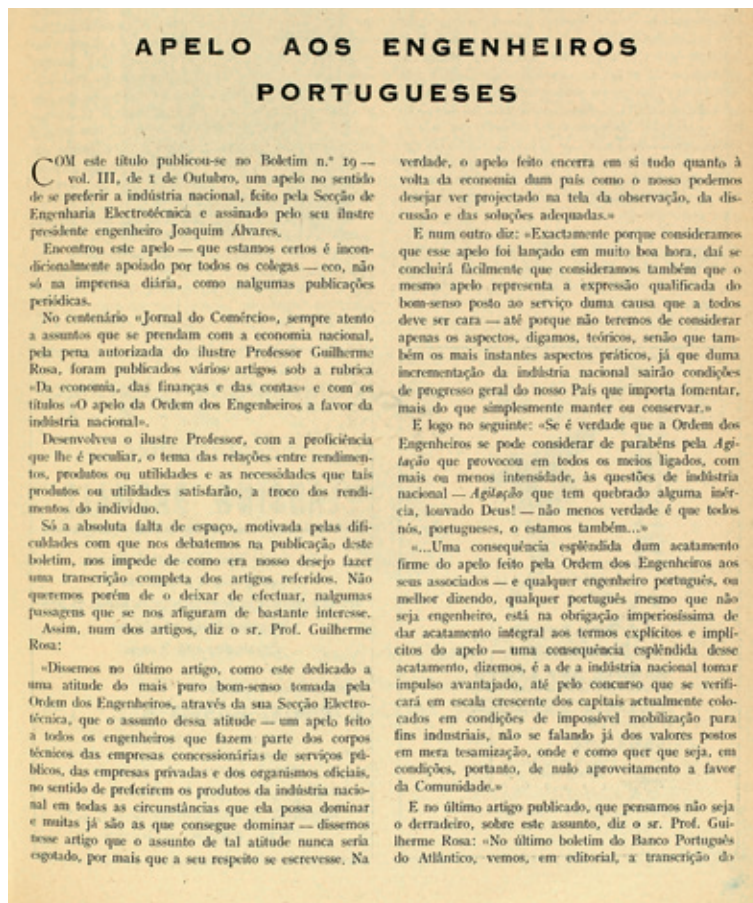 APELO AOS ENGENHEIROS
PORTUGUESES
COM este título publicou-se no Boletim n.º 19 —
vol. III, de 1 de Outubro, um apelo no sentido
de se preferir a indústria nacional, feito pela Secção de
Engenharia Electrotécnica e assinado pelo seu ilustre
presidente engenheiro Joaquim Alvares.
Encontrou este apelo — que estamos certos é incon-
dicionalmente apoiado por todos os colegas — eco, não
só na imprensa diária, como nalgumas publicações
periódicas.
No centenário «Jornal do Comércio», sempre atento
a assuntos que se prendam com a economia nacional,
pela pena autorizada do ilustre Professor Guilherme
Rosa, foram publicados vários artigos sob a rubrica
«Da economia, das finanças e das contas» e com os
títulos «O apelo da Ordem dos Engenheiros a favor da
indústria nacional».
Desenvolveu o ilustre Professor, com a proficiência
que lhe é peculiar, o tema das relações entre rendimen-
tos, produtos ou utilidades e as necessidades que tais
produtos ou utilidades satisfarão, a troco dos rendi-
mentos do indivíduo.
Só a absoluta falta de espaço, motivada pelas difi-
culdades com que nos debatemos na publicação deste
boletim, nos impede de como era nosso desejo fazer
uma transcrição completa dos artigos referidos. Não
queremos porém de o deixar de efectuar, nalgumas
passagens que se nos afiguram de bastante interesse.
Assim, num dos artigos, diz o sr. Prof. Guilherme
Rosa:
«Dissemos no último artigo, como este dedicado a
uma atitude do mais puro bom-senso tomada pela
Ordem dos Engenheiros, através da sua Secção Electro-
técnica, que o assunto dessa atitude — um apelo feito
a todos os engenheiros que fazem parte dos corpos
técnicos das empresas concessionárias de serviços pú-
blicos, das empresas privadas e dos organismos oficiais,
no sentido de preferirem os produtos da indústria nacio-
nal em todas as circunstâncias que ela possa dominar
e muitas já são as que consegue dominar — dissemos
nesse artigo que o assunto de tal atitude nunca seria
esgotado, por mais que a seu respeito se escrevesse. Na
verdade, o apelo feito encerra em si tudo quanto à
volta da economia dum país como o nosso podemos
desejar ver projectado na tela da observação, da dis-
cussão e das soluções adequadas.»
E num outro diz: «Exactamente porque consideramos
que esse apelo foi lançado em muito boa hora, daí se
concluirá fàcilmente que consideramos também que o
mesmo apelo representa a expressão qualificada do
bom-senso posto ao serviço duma causa que a todos
deve ser cara — até porque não teremos de considerar
apenas os aspectos, digamos, teóricos, senão que tam-
bém os mais instantes aspectos práticos, já que duma
incrementação da indústria nacional sairão condições
de progresso geral do nosso País que importa fomentar,
mais do que simplesmente manter ou conservar.»
E logo no seguinte: «Se é verdade que a Ordem dos
Engenheiros se pode considerar de parabéns pela Agi-
tação que provocou em todos os meios ligados, com
mais ou menos intensidade, às questões de indústria
nacional — Agitação que tem quebrado alguma inér-
cia, louvado Deus! — não menos verdade é que todos
nós, portugueses, o estamos também...»
«...Uma consequência esplêndida dum acatamento
firme do apelo feito pela Ordem dos Engenheiros aos
seus associados — e qualquer engenheiro português, ou
melhor dizendo, qualquer português mesmo que não
seja engenheiro, está na obrigação imperiosíssima de
dar acatamento integral aos termos explícitos e implí-
citos do apelo — uma consequência esplêndida desse
acatamento, dizemos, é a de a indústria nacional tomar
impulso avantajado, até pelo concurso que se verifi-
cará em escala crescente dos capitais actualmente colo-
cados em condições de impossível mobilização para
fins industriais, não se falando já dos valores postos
em mera tesamização, onde e como quer que seja, em
condições, portanto, de nulo aproveitamento a favor
da Comunidade.»
E no último artigo publicado, que pensamos não seja
o derradeiro, sobre este assunto, diz o sr. Prof. Gui-
lherme Rosa: «No último boletim do Banco Português
do Atlântico, vemos, em editorial, a transcrição do